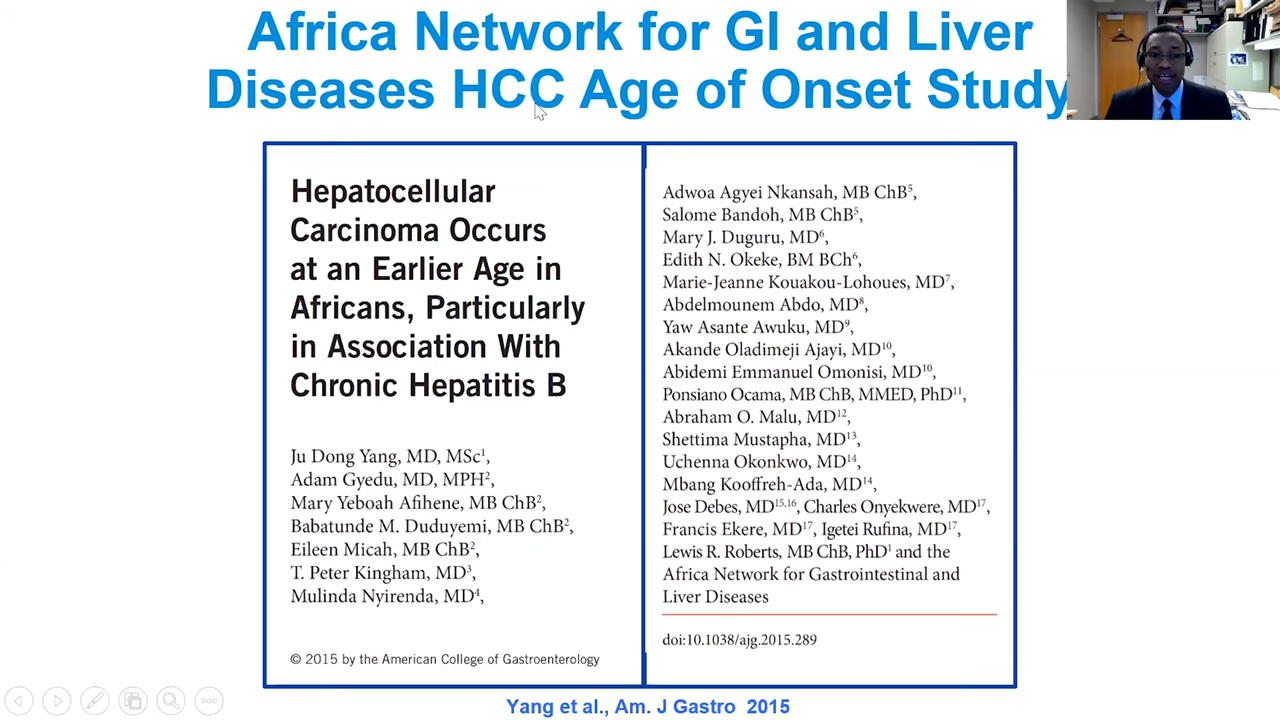 Africa Network for GI and Liver
Diseases HCC Age of Onset Study
Hepatocellular
Carcinoma Occurs
at an Earlier Age in
Africans, Particularly
in Association With
Chronic Hepatitis B
Ju Dong Yang, MD, MSc¹,
Adam Gyedu, MD, MPH²,
Mary Yeboah Afihene, MB ChB²,
Babatunde M. Duduyemi, MB ChB²,
Eileen Micah, MB ChB²,
T. Peter Kingham, MD³,
Mulinda Nyirenda, MD⁴,
© 2015 by the American College of Gastroenterology
Adwoa Agyei Nkansah, MB ChB⁵,
Salome Bandoh, MB ChB⁵,
Mary J. Duguru, MD⁶,
Edith N. Okeke, BM BCh⁶,
Marie-Jeanne Kouakou-Lohoues, MD⁷,
Abdelmounem Abdo, MD⁸,
Yaw Asante Awuku, MD⁹,
Akande Oladimeji Ajayi, MD¹⁰,
Abidemi Emmanuel Omonisi, MD¹⁰,
Ponsiano Ocama, MB ChB, MMED, PhD¹¹,
Abraham O. Malu, MD¹²,
Shettima Mustapha, MD¹³,
Uchenna Okonkwo, MD¹⁴,
Mbang Kooffreh-Ada, MD¹⁴,
Jose Debes, MD¹⁵,¹⁶, Charles Onyekwere, MD¹⁷,
Francis Ekere, MD¹⁷, Igetei Rufina, MD¹⁷,
Lewis R. Roberts, MB ChB, PhD¹ and the
Africa Network for Gastrointestinal and
Liver Diseases
doi:10.1038/ajg.2015.289
Yang et al., Am. J Gastro 2015